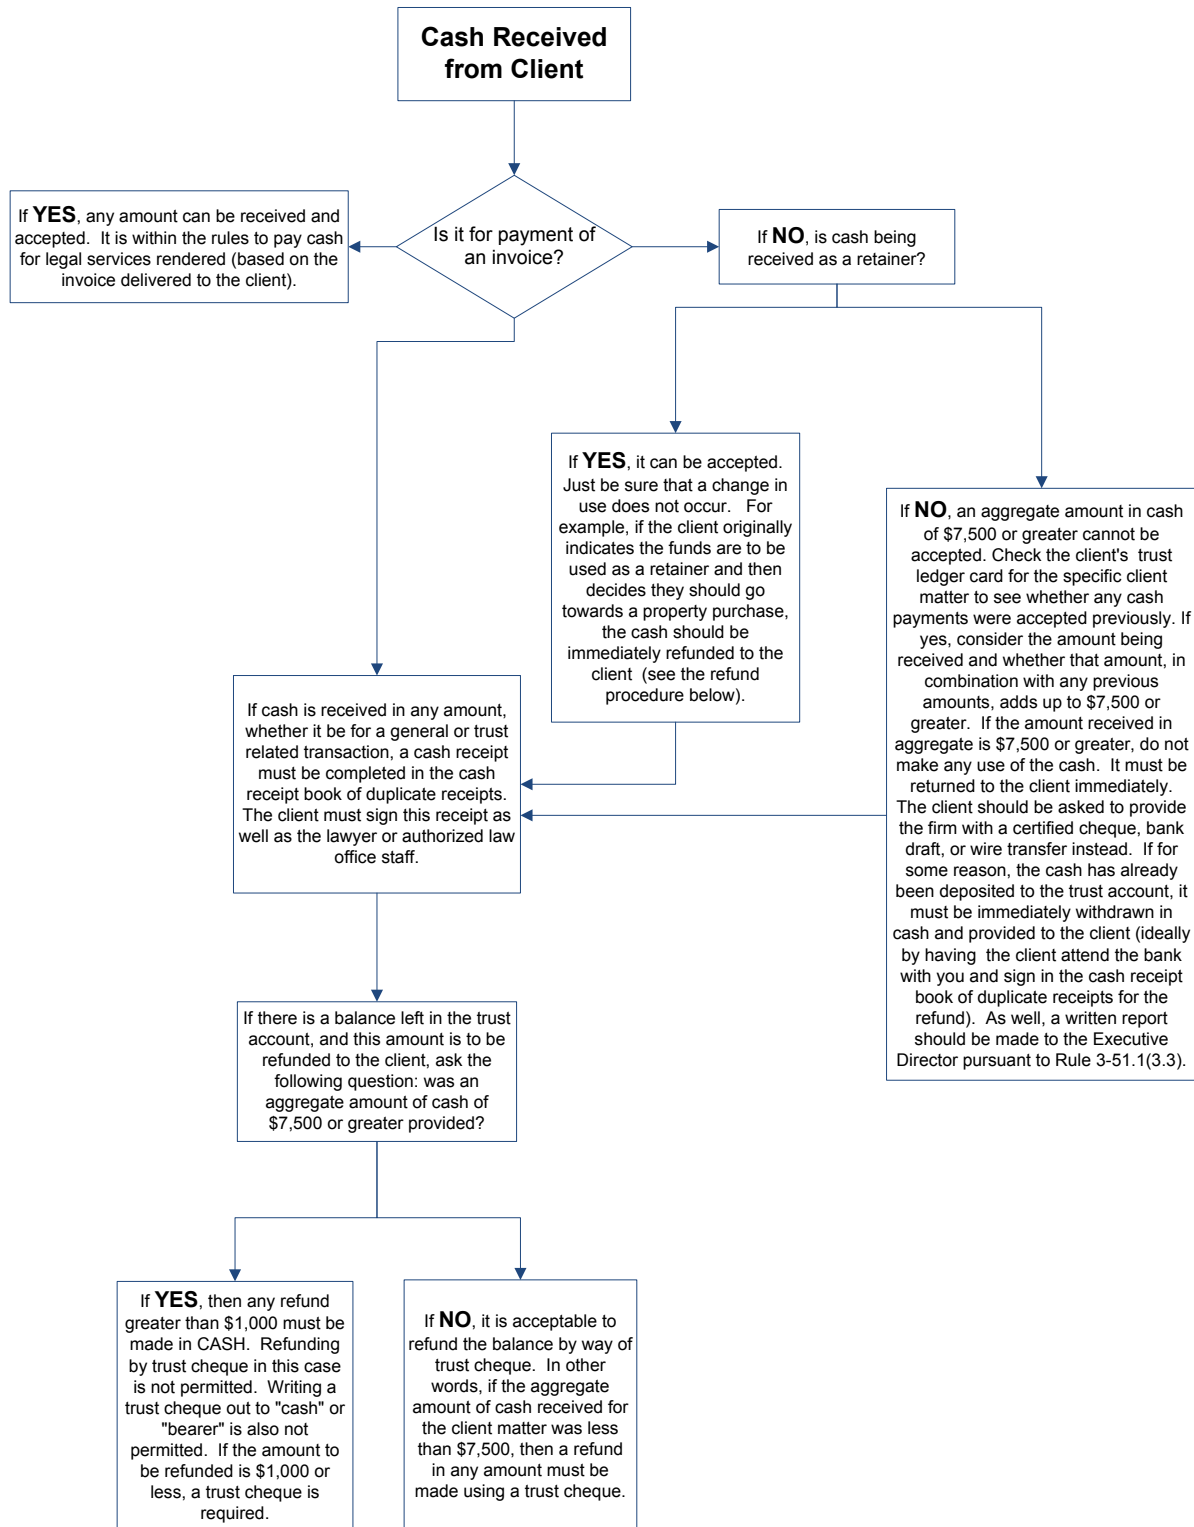 Cash Received
from Client
If YES, any amount can be received and
accepted. It is within the rules to pay cash
for legal services rendered (based on the
invoice delivered to the client).
Is it for payment of
an invoice?
If NO, is cash being
received as a retainer?
If YES, it can be accepted.
Just be sure that a change in
use does not occur. For
example, if the client originally
indicates the funds are to be
used as a retainer and then
decides they should go
towards a property purchase,
the cash should be
immediately refunded to the
client (see the refund
procedure below).
If NO, an aggregate amount in cash
of $7,500 or greater cannot be
accepted. Check the client's trust
ledger card for the specific client
matter to see whether any cash
payments were accepted previously. If
yes, consider the amount being
received and whether that amount, in
combination with any previous
amounts, adds up to $7,500 or
greater. If the amount received in
aggregate is $7,500 or greater, do not
make any use of the cash. It must be
returned to the client immediately.
The client should be asked to provide
the firm with a certified cheque, bank
draft, or wire transfer instead. If for
some reason, the cash has already
been deposited to the trust account, it
must be immediately withdrawn in
cash and provided to the client (ideally
by having the client attend the bank
with you and sign in the cash receipt
book of duplicate receipts for the
refund). As well, a written report
should be made to the Executive
Director pursuant to Rule 3-51.1(3.3).
If cash is received in any amount,
whether it be for a general or trust
related transaction, a cash receipt
must be completed in the cash
receipt book of duplicate receipts.
The client must sign this receipt as
well as the lawyer or authorized law
office staff.
If there is a balance left in the trust
account, and this amount is to be
refunded to the client, ask the
following question: was an
aggregate amount of cash of
$7,500 or greater provided?
If YES, then any refund
greater than $1,000 must be
made in CASH. Refunding
by trust cheque in this case
is not permitted. Writing a
trust cheque out to "cash" or
"bearer" is also not
permitted. If the amount to
be refunded is $1,000 or
less, a trust cheque is
required.
If NO, it is acceptable to
refund the balance by way of
trust cheque. In other
words, if the aggregate
amount of cash received for
the client matter was less
than $7,500, then a refund
in any amount must be
made using a trust cheque.